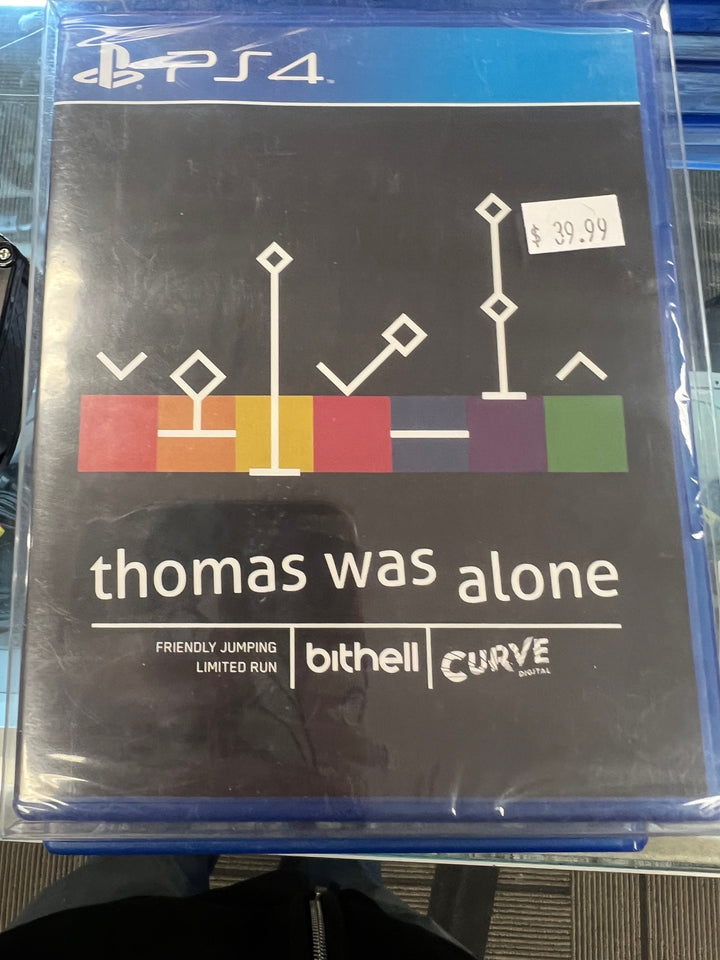 PS4
$ 39.99
thomas was alone
FRIENDLY JUMPING
LIMITED RUN
bithell
CURVE
DIGITAL